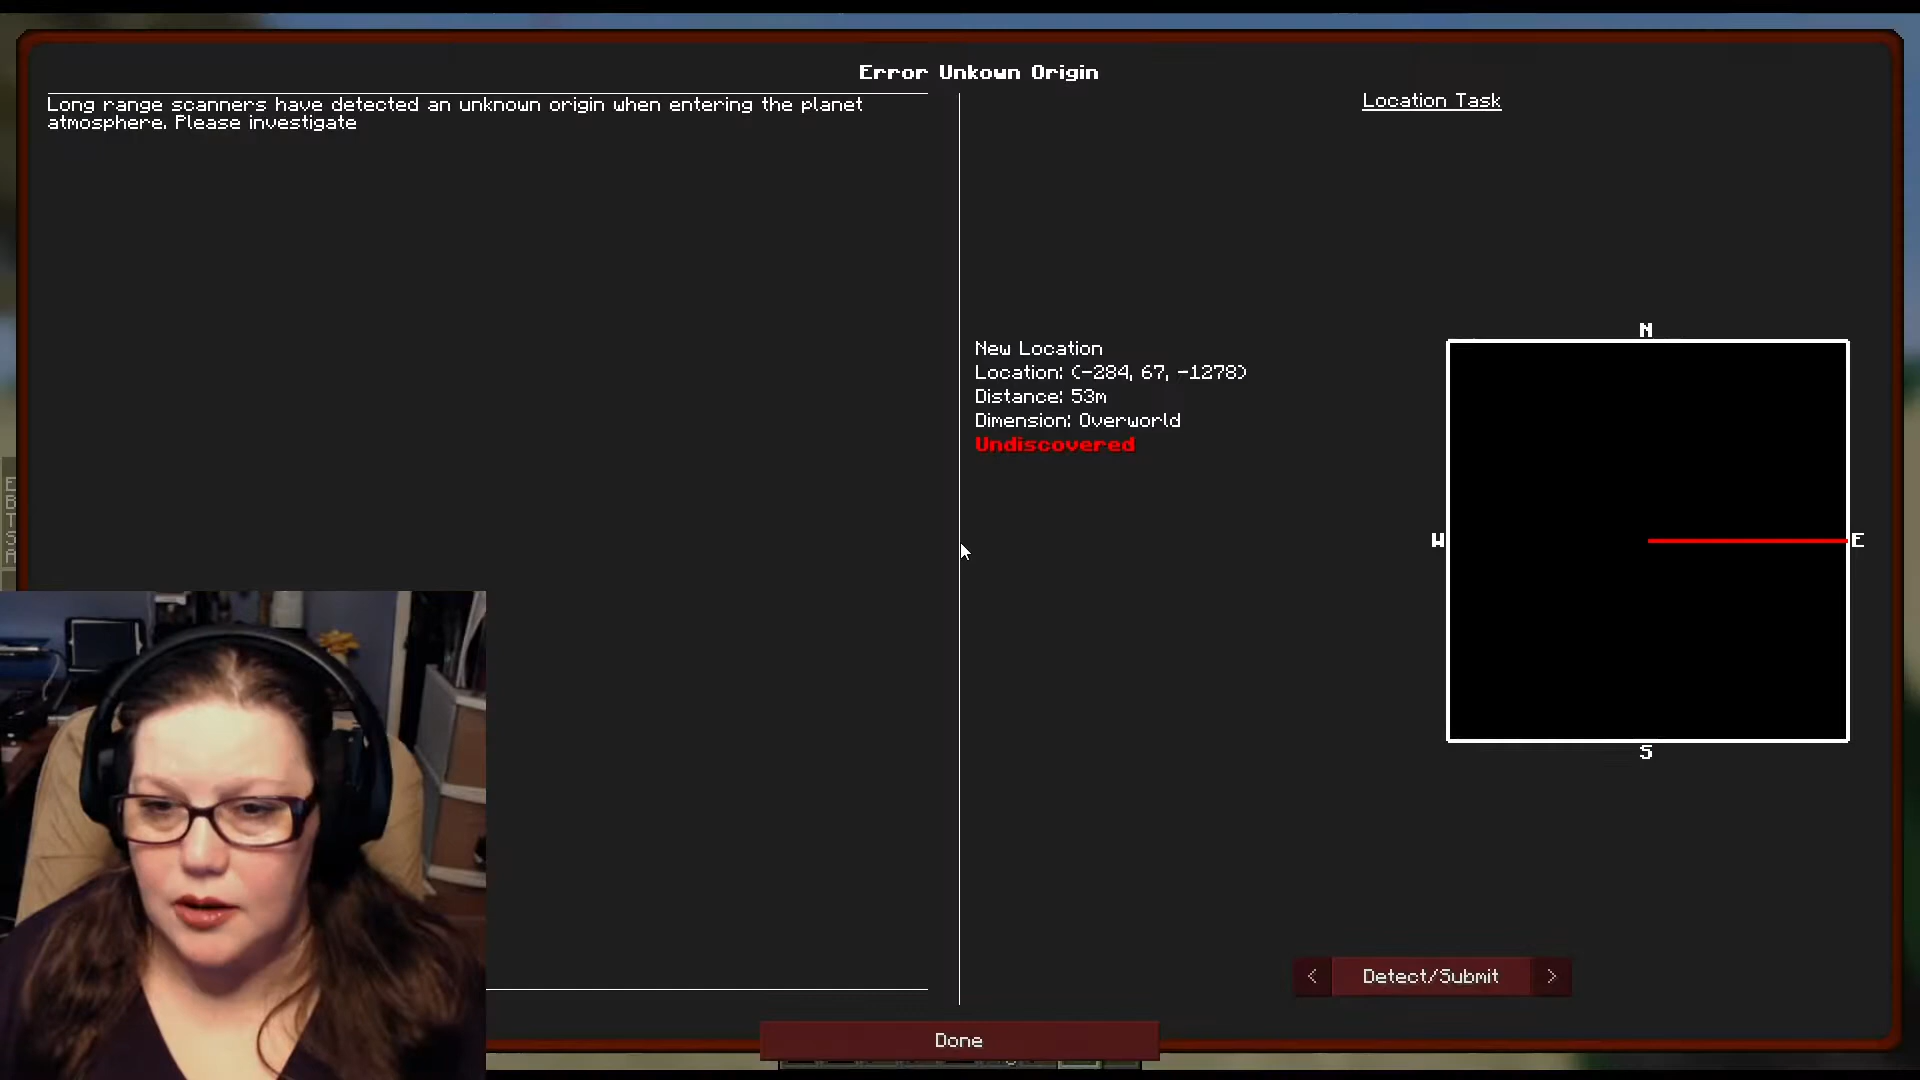 Error Unkown Origin
Long range scanners have detected an unknown origin when entering the planet
atmosphere. Please investigate
Location Task
New Location
Location: (-284, 67, -1278)
Distance: 53m
Dimension: Overworld
Undiscovered
N
W
E
S
E
B
T
S
A
< Detect/Submit >
Done